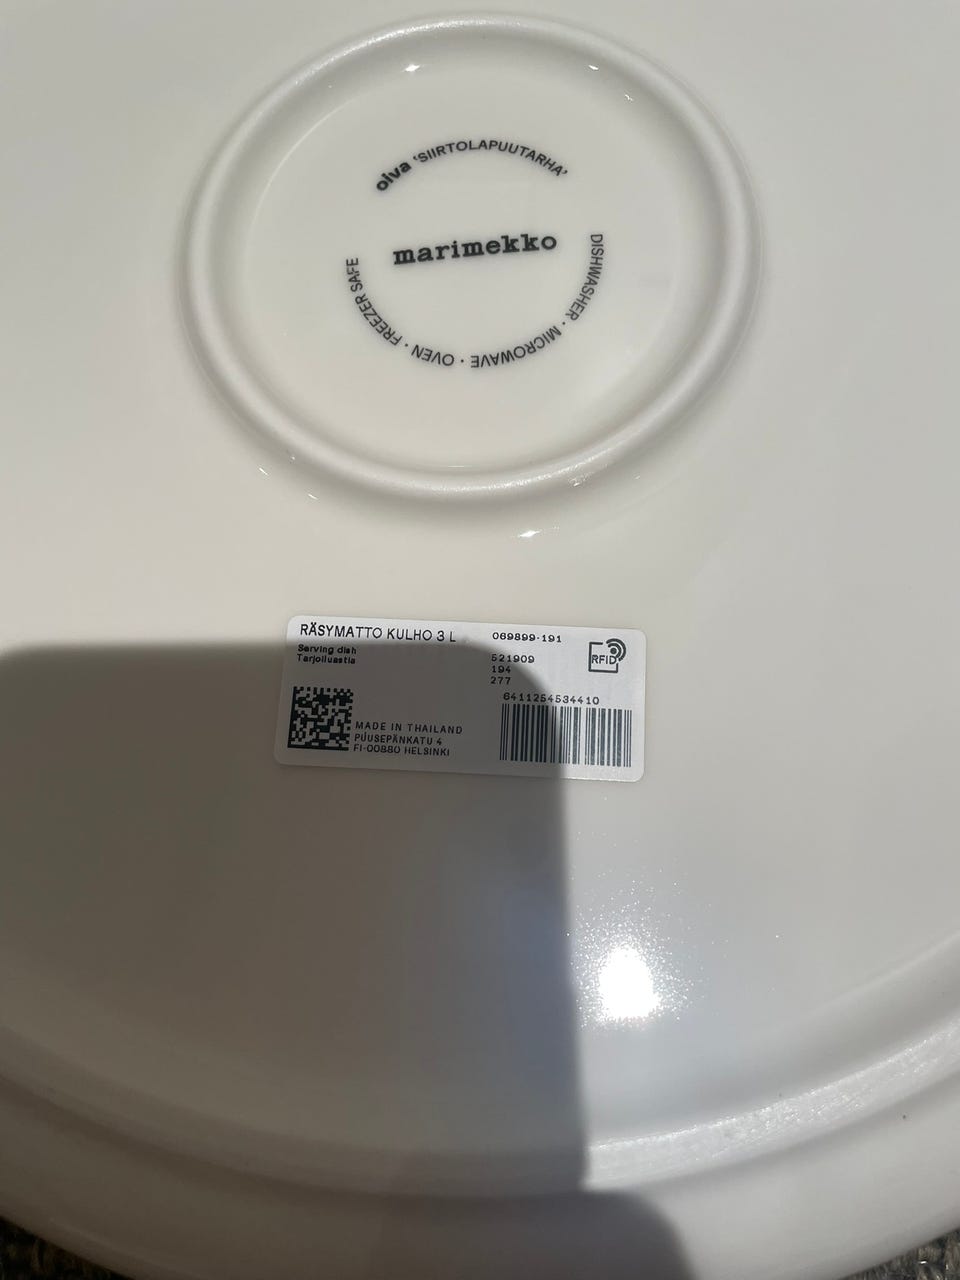 oiva 'SIIRTOLAPUUTARHA'
marimekko
DISHWASHER · MICROWAVE · OVEN · FREEZER SAFE
RÄSYMATTO KULHO 3 L
069899-191
Serving dish
Tarjoiluastia
521909
194
277
RFID
6411254534410
MADE IN THAILAND
PUUSEPÄNKATU 4
FI-00880 HELSINKI